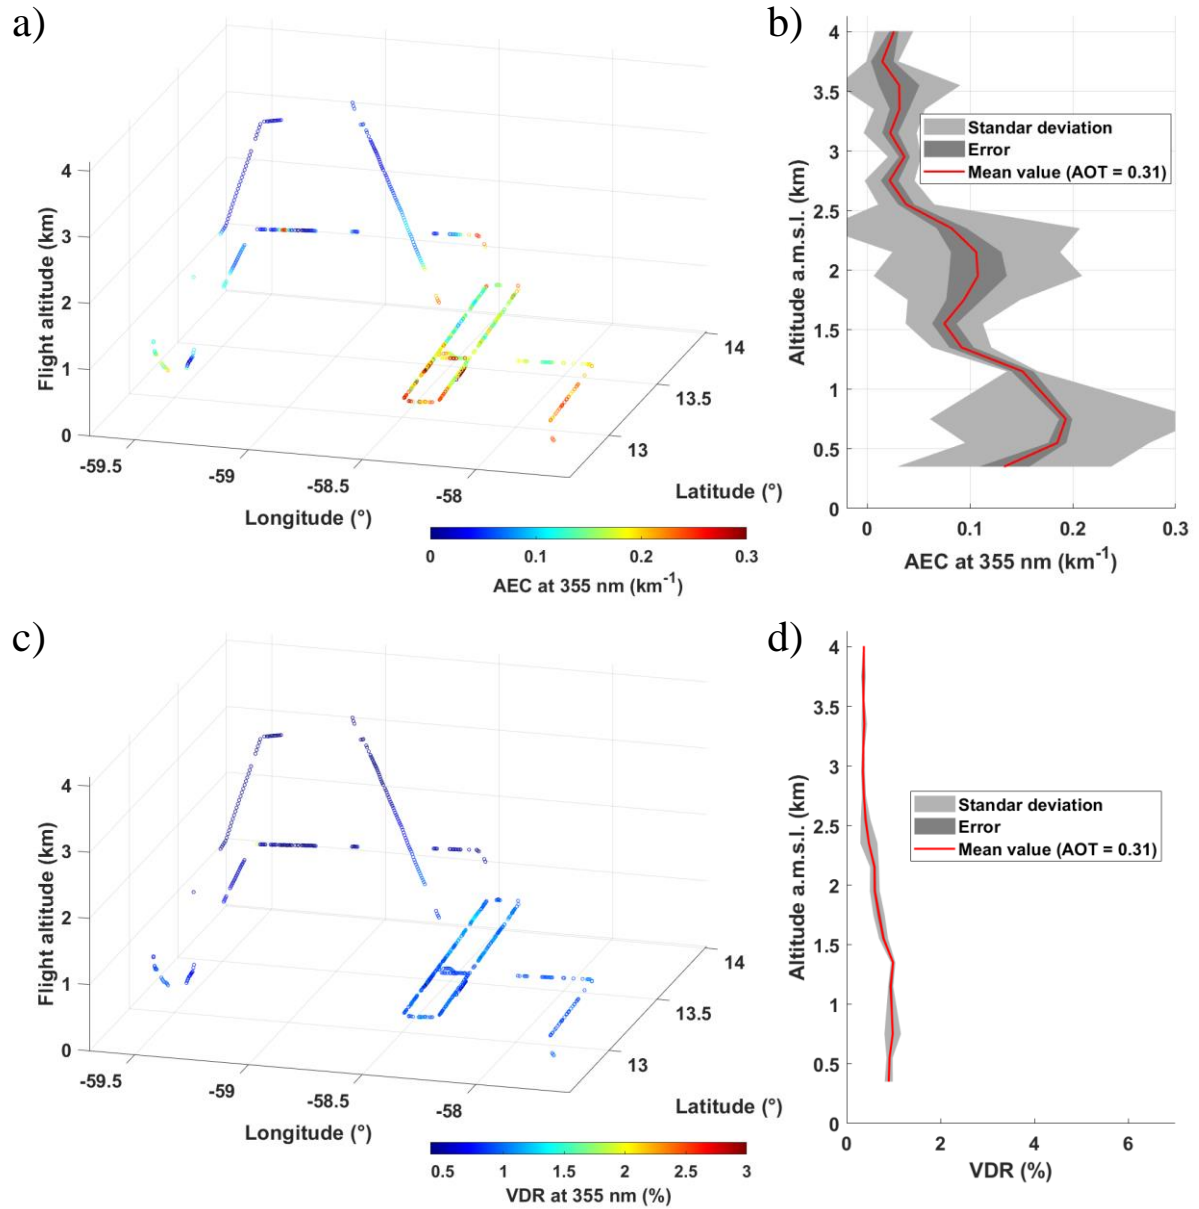 a)
Flight altitude (km)
4
3
2
1
0
-59.5
-59
-58.5
-58
Longitude (°)
14
13.5
13
Latitude (°)
0
0.1
0.2
0.3
AEC at 355 nm (km-1)
b)
Altitude a.m.s.l. (km)
4
3.5
3
2.5
2
1.5
1
0.5
0
Standar deviation
Error
Mean value (AOT = 0.31)
0
0.1
0.2
0.3
AEC at 355 nm (km-1)
c)
Flight altitude (km)
4
3
2
1
0
-59.5
-59
-58.5
-58
Longitude (°)
14
13.5
13
Latitude (°)
0.5
1
1.5
2
2.5
3
VDR at 355 nm (%)
d)
Altitude a.m.s.l. (km)
4
3.5
3
2.5
2
1.5
1
0.5
0
Standar deviation
Error
Mean value (AOT = 0.31)
0
2
4
6
VDR (%)